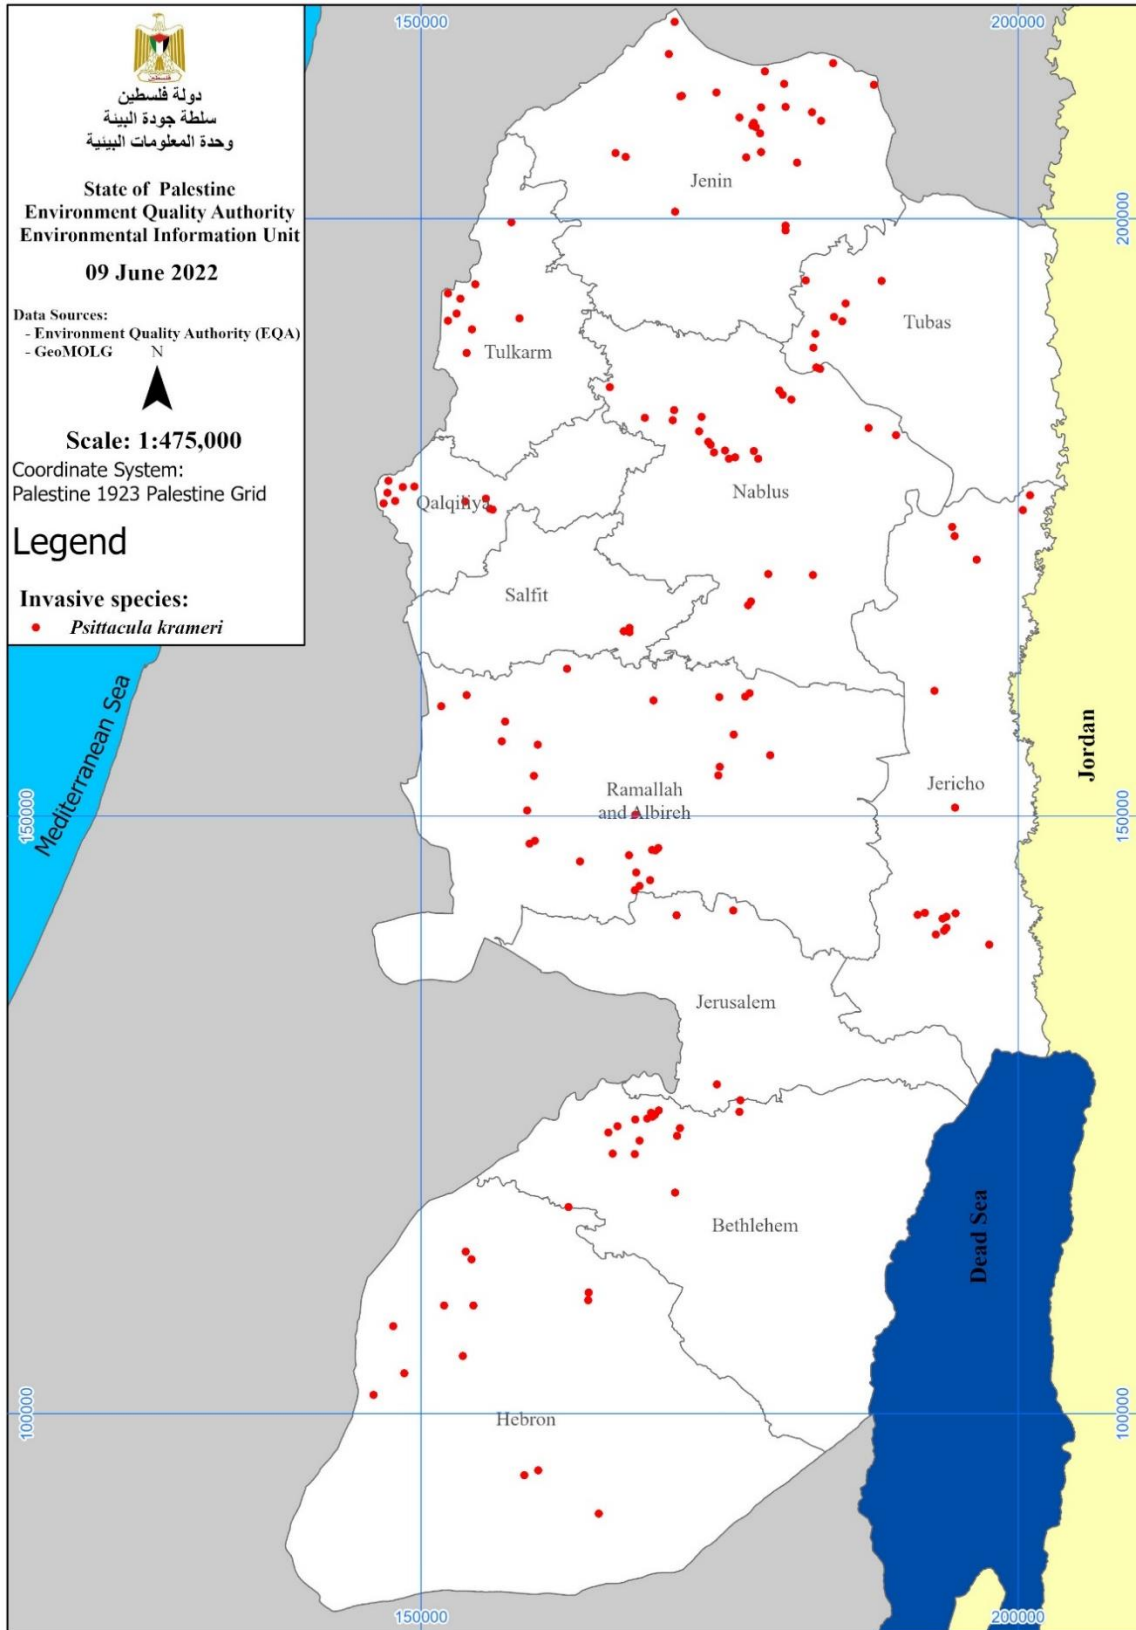 دولة فلسطين
سلطة جودة البيئة
وحدة المعلومات البيئية
State of Palestine
Environment Quality Authority
Environmental Information Unit
09 June 2022
Data Sources:
- Environment Quality Authority (EQA)
- GeoMOLG
N
Scale: 1:475,000
Coordinate System:
Palestine 1923 Palestine Grid
Legend
Invasive species:
Psittacula krameri
150000
200000
200000
200000
Jenin
Tubas
Tulkarm
Nablus
Qalqiliya
Salfit
Mediterranean Sea
Jordan
Jericho
Ramallah
and Albireh
150000
150000
Jerusalem
Bethlehem
Dead Sea
Hebron
100000
100000
150000
200000